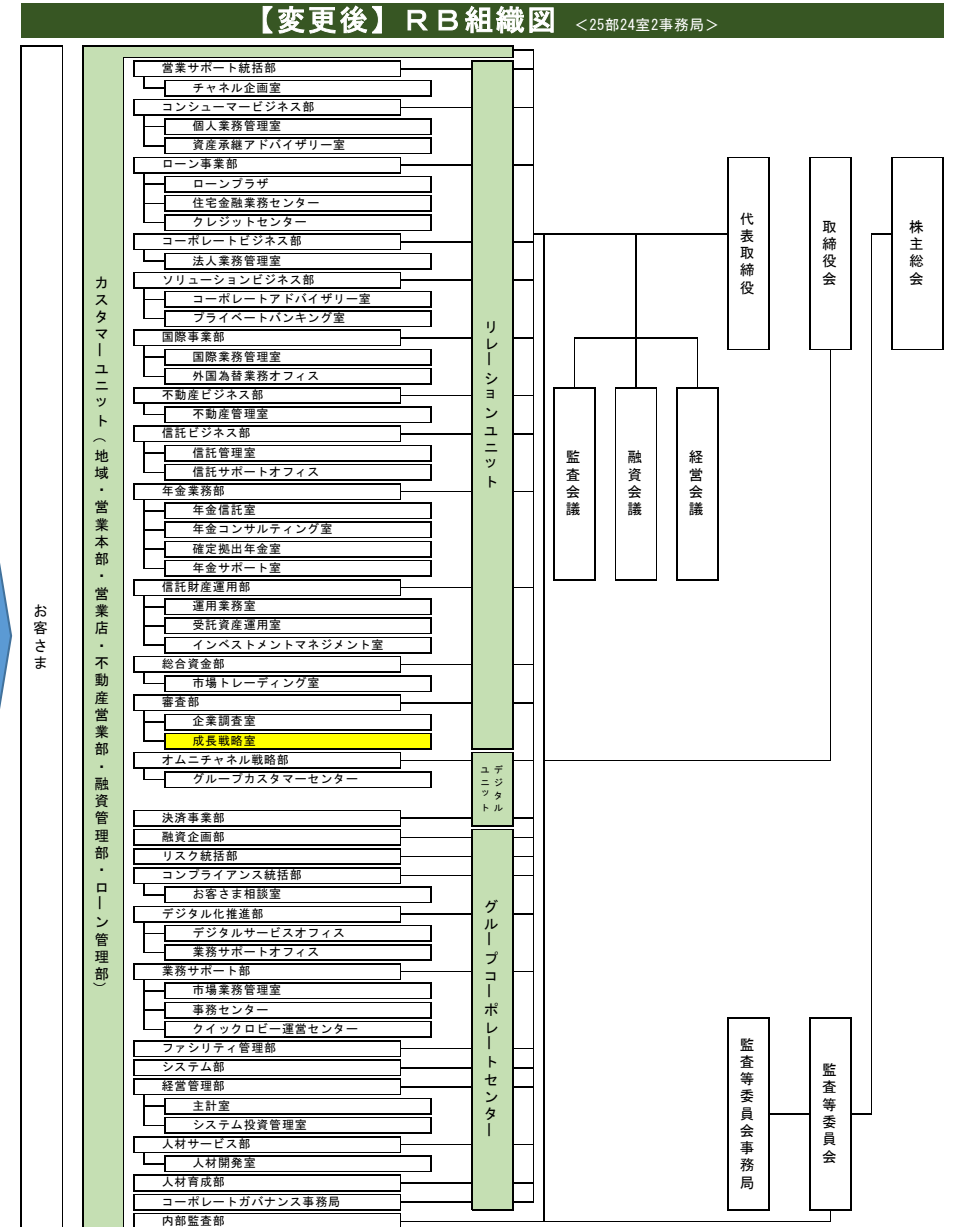 【変更後】ＲＢ組織図 <25部24室2事務局>
お客さま
カスタマーユニット（地域・営業本部・営業店・不動産営業部・融資管理部・ローン管理部）
営業サポート統括部
チャネル企画室
コンシューマービジネス部
個人業務管理室
資産承継アドバイザリー室
ローン事業部
ローンプラザ
住宅金融業務センター
クレジットセンター
コーポレートビジネス部
法人業務管理室
ソリューションビジネス部
コーポレートアドバイザリー室
プライベートバンキング室
国際事業部
国際業務管理室
外国為替業務オフィス
不動産ビジネス部
不動産管理室
信託ビジネス部
信託管理室
信託サポートオフィス
年金業務部
年金信託室
年金コンサルティング室
確定拠出年金室
年金サポート室
信託財産運用部
運用業務室
受託資産運用室
インベストメントマネジメント室
総合資金部
市場トレーディング室
審査部
企業調査室
成長戦略室
オムニチャネル戦略部
グループカスタマーセンター
決済事業部
融資企画部
リスク統括部
コンプライアンス統括部
お客さま相談室
デジタル化推進部
デジタルサービスオフィス
業務サポートオフィス
業務サポート部
市場業務管理室
事務センター
クイックロビー運営センター
ファシリティ管理部
システム部
経営管理部
主計室
システム投資管理室
人材サービス部
人材開発室
人材育成部
コーポレートガバナンス事務局
内部監査部
リレーションユニット
デジタル
ユニット
グループコーポレートセンター
監査会議
融資会議
経営会議
代表取締役
取締役会
株主総会
監査等委員会事務局
監査等委員会